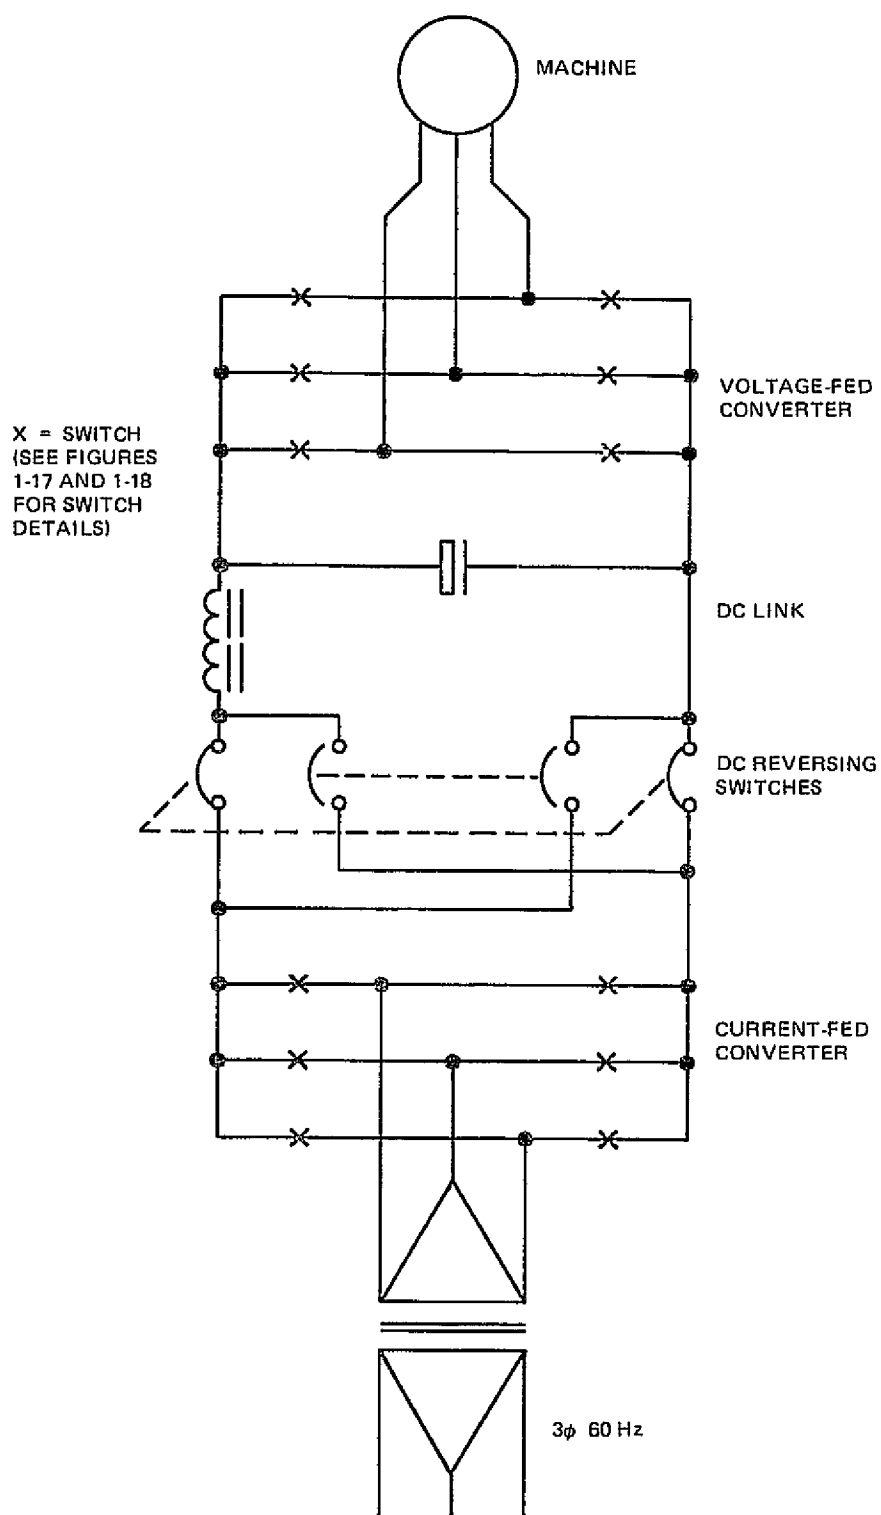 MACHINE
VOLTAGE-FED
CONVERTER
X = SWITCH
(SEE FIGURES
1-17 AND 1-18
FOR SWITCH
DETAILS)
DC LINK
DC REVERSING
SWITCHES
CURRENT-FED
CONVERTER
3ϕ 60 Hz